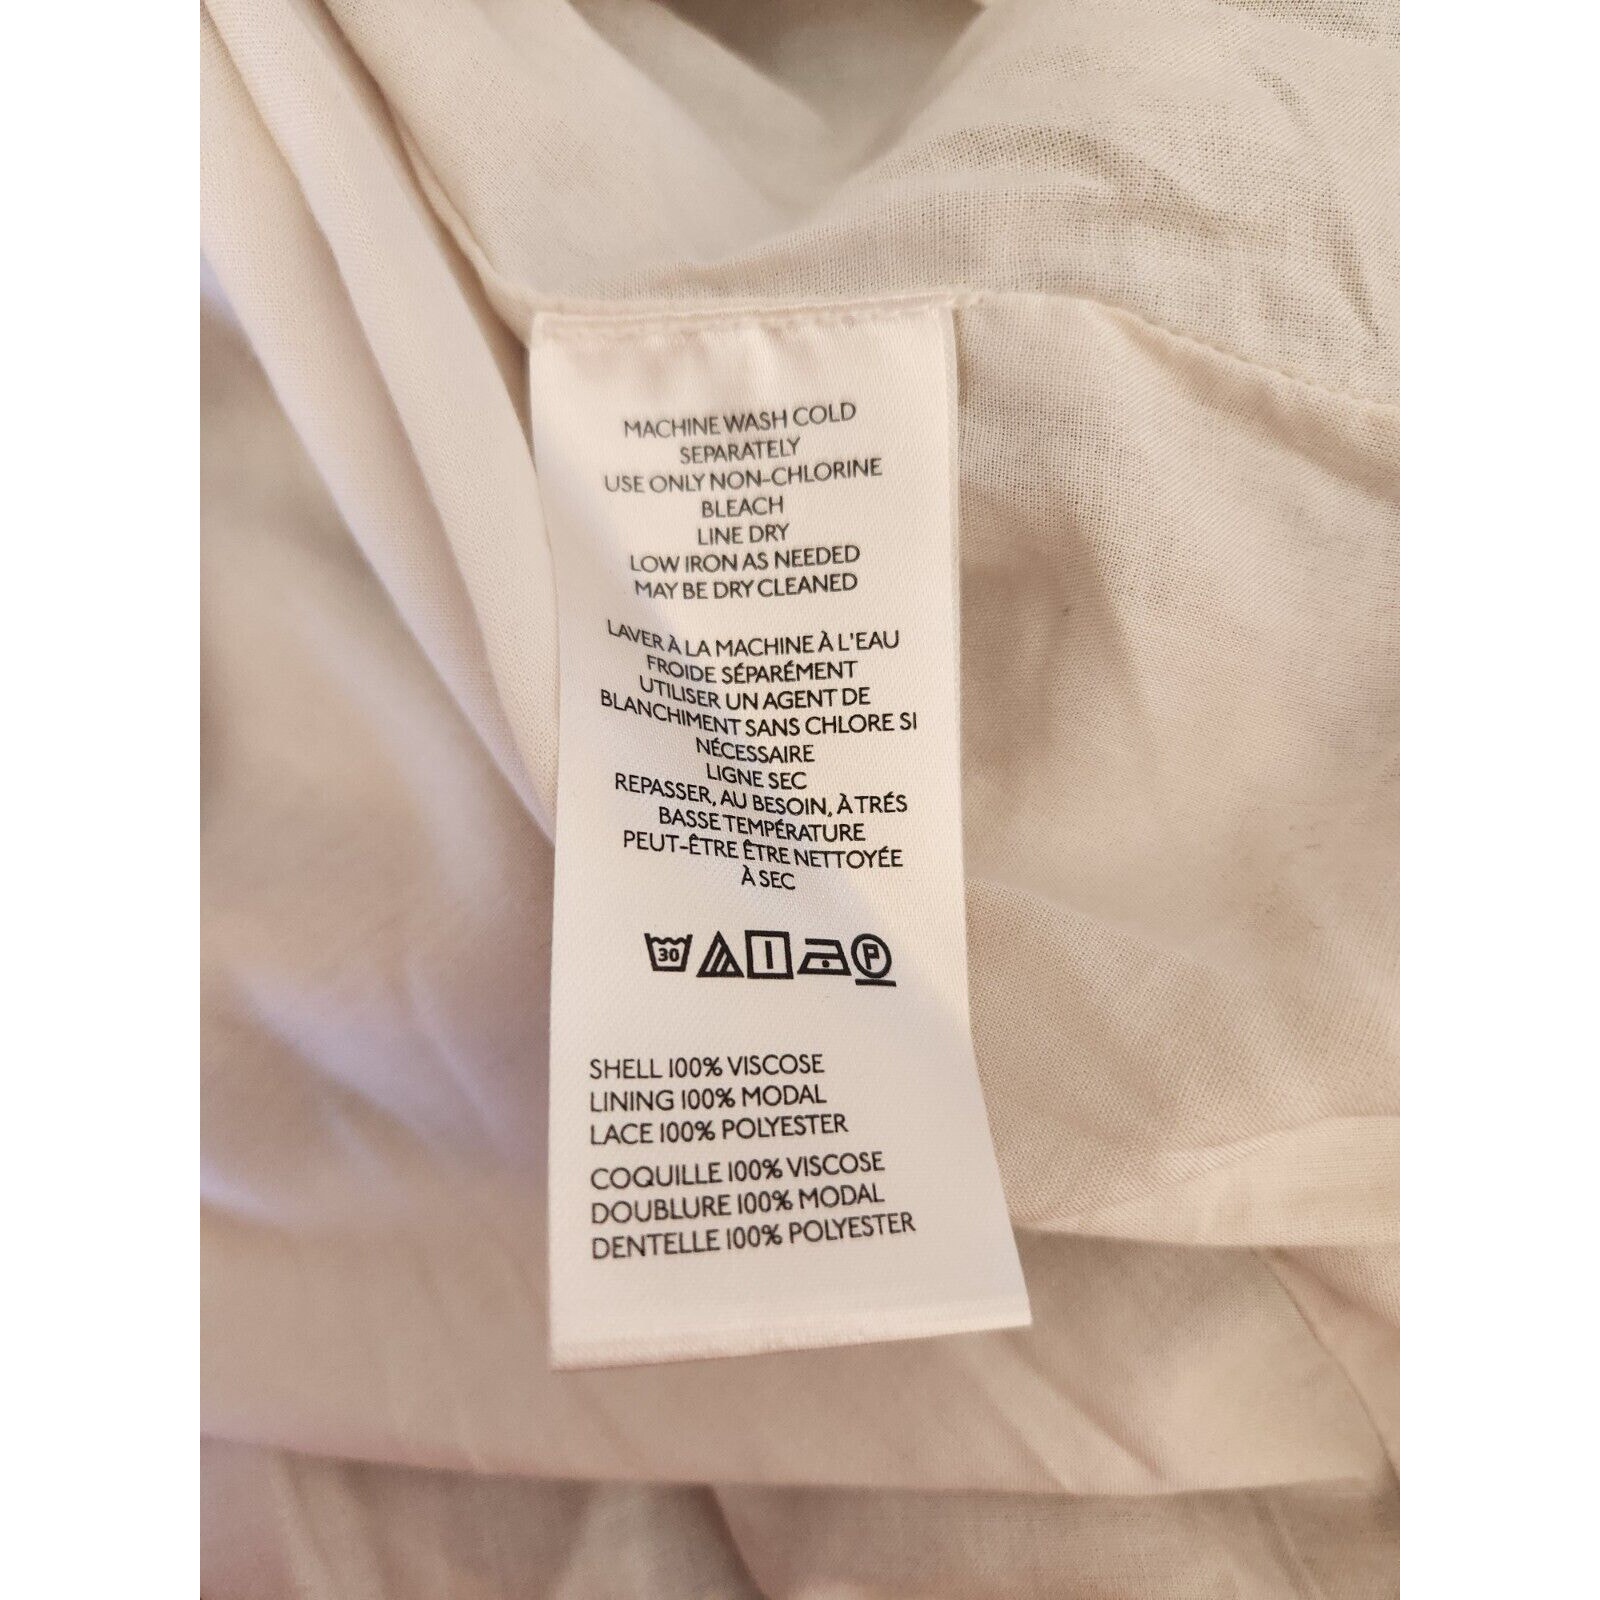 MACHINE WASH COLD
SEPARATELY
USE ONLY NON-CHLORINE
BLEACH
LINE DRY
LOW IRON AS NEEDED
MAY BE DRY CLEANED
LAVER À LA MACHINE À L'EAU
FROIDE SÉPARÉMENT
UTILISER UN AGENT DE
BLANCHIMENT SANS CHLORE SI
NÉCESSAIRE
LIGNE SEC
REPASSER, AU BESOIN, À TRÉS
BASSE TEMPÉRATURE
PEUT-ÊTRE ÊTRE NETTOYÉE
À SEC
30 P
SHELL 100% VISCOSE
LINING 100% MODAL
LACE 100% POLYESTER
COQUILLE 100% VISCOSE
DOUBLURE 100% MODAL
DENTELLE 100% POLYESTER